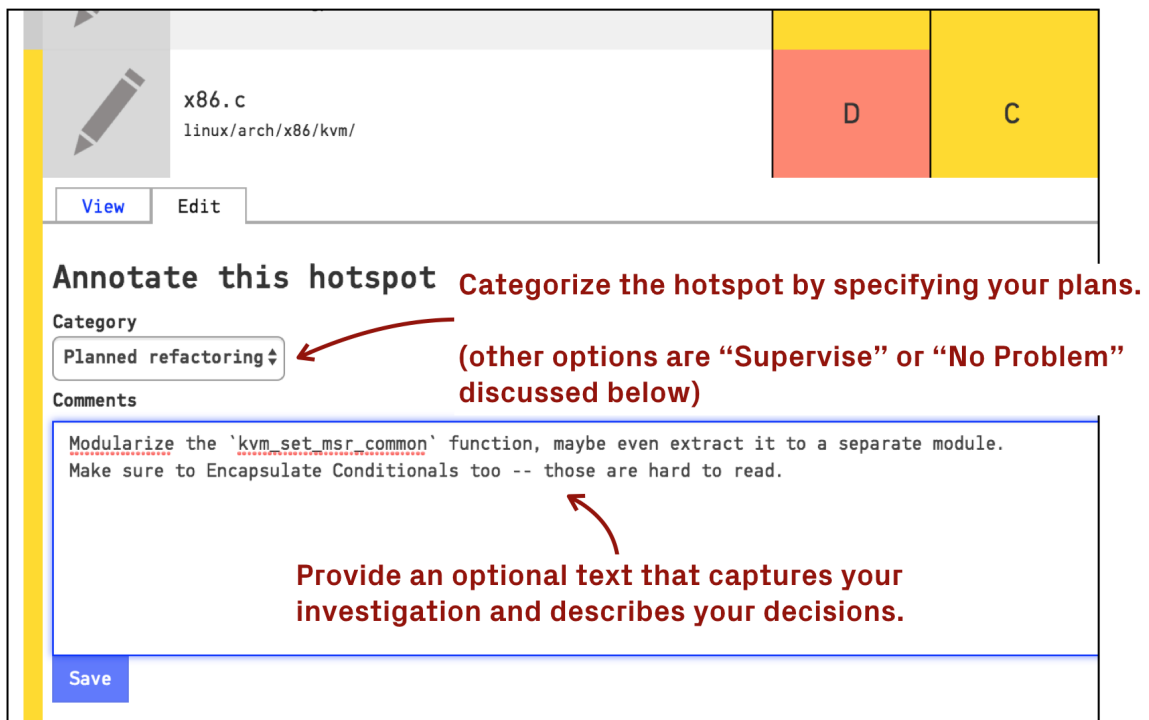 x86.c
D
C
linux/arch/x86/kvm/
View
Edit
Annotate this hotspot
Categorize the hotspot by specifying your plans.
Category
Planned refactoring
(other options are “Supervise” or “No Problem”
discussed below)
Comments
Modularize the `kvm_set_msr_common` function, maybe even extract it to a separate module.
Make sure to Encapsulate Conditionals too -- those are hard to read.
Provide an optional text that captures your
investigation and describes your decisions.
Save